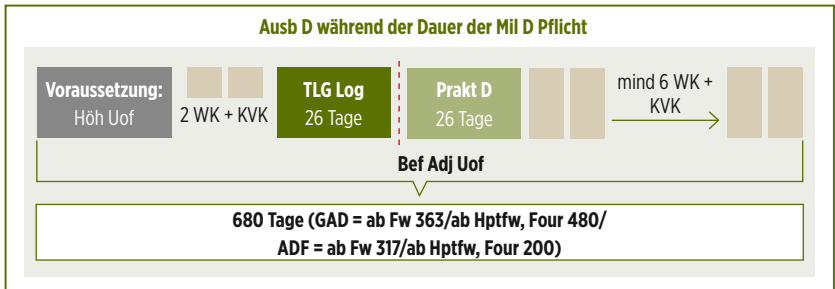 Ausb D während der Dauer der Mil D Pflicht
Voraussetzung:
Höh Uof
2 WK + KVK
TLG Log
26 Tage
Prakt D
26 Tage
mind 6 WK +
KVK
Bef Adj Uof
680 Tage (GAD = ab Fw 363/ab Hptfw, Four 480/
ADF = ab Fw 317/ab Hptfw, Four 200)